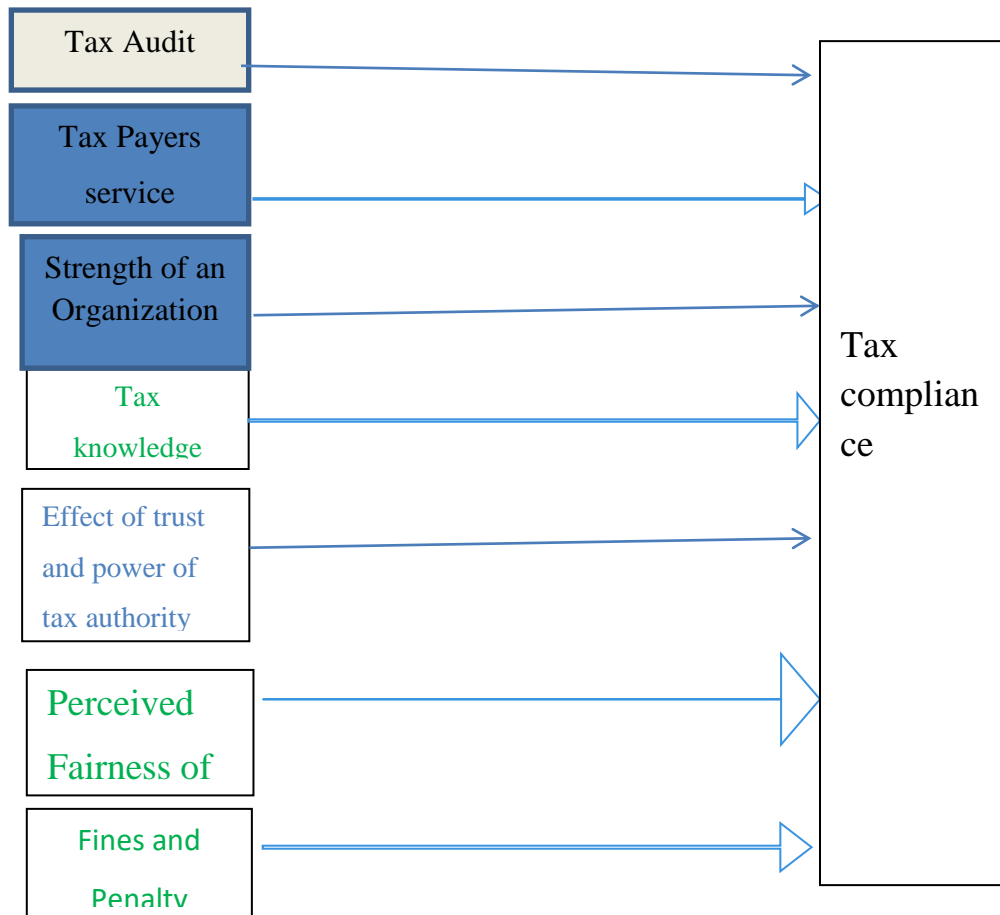 Tax Audit
Tax Payers
service
Strength of an
Organization
Tax
knowledge
Effect of trust
and power of
tax authority
Perceived
Fairness of
Fines and
Penalty
Tax
complian
ce